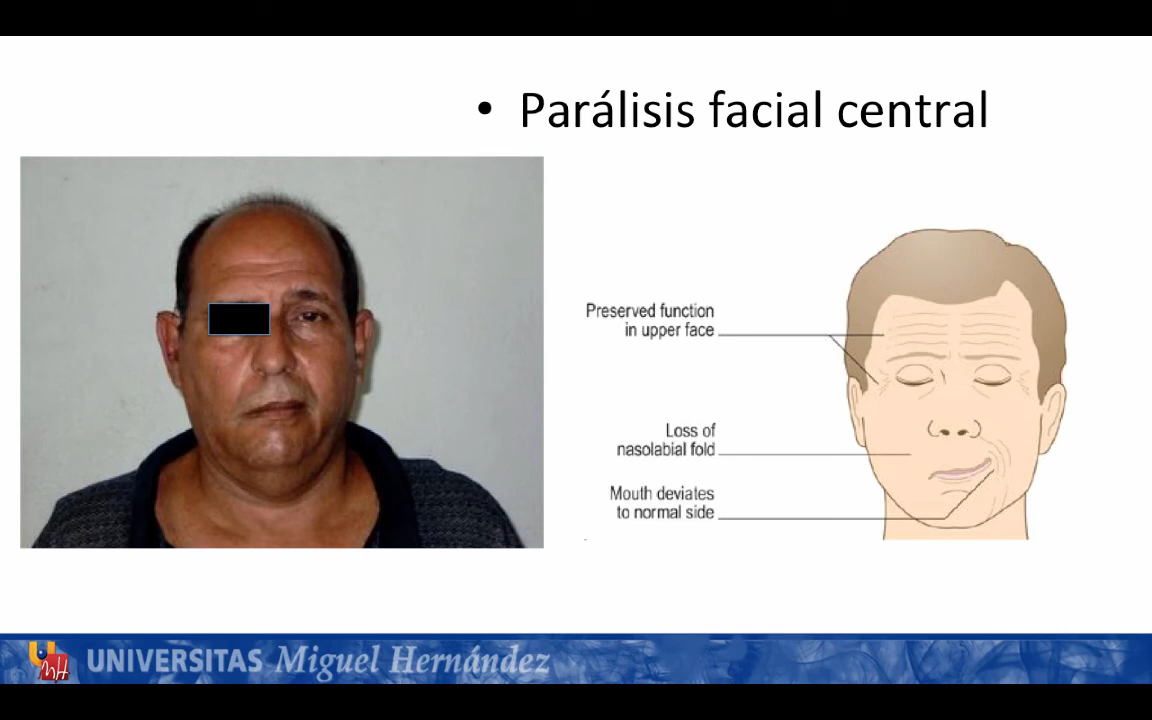 • Parálisis facial central
Preserved function
in upper face
Loss of
nasolabial fold
Mouth deviates
to normal side
UNIVERSITAS Miguel Hernández